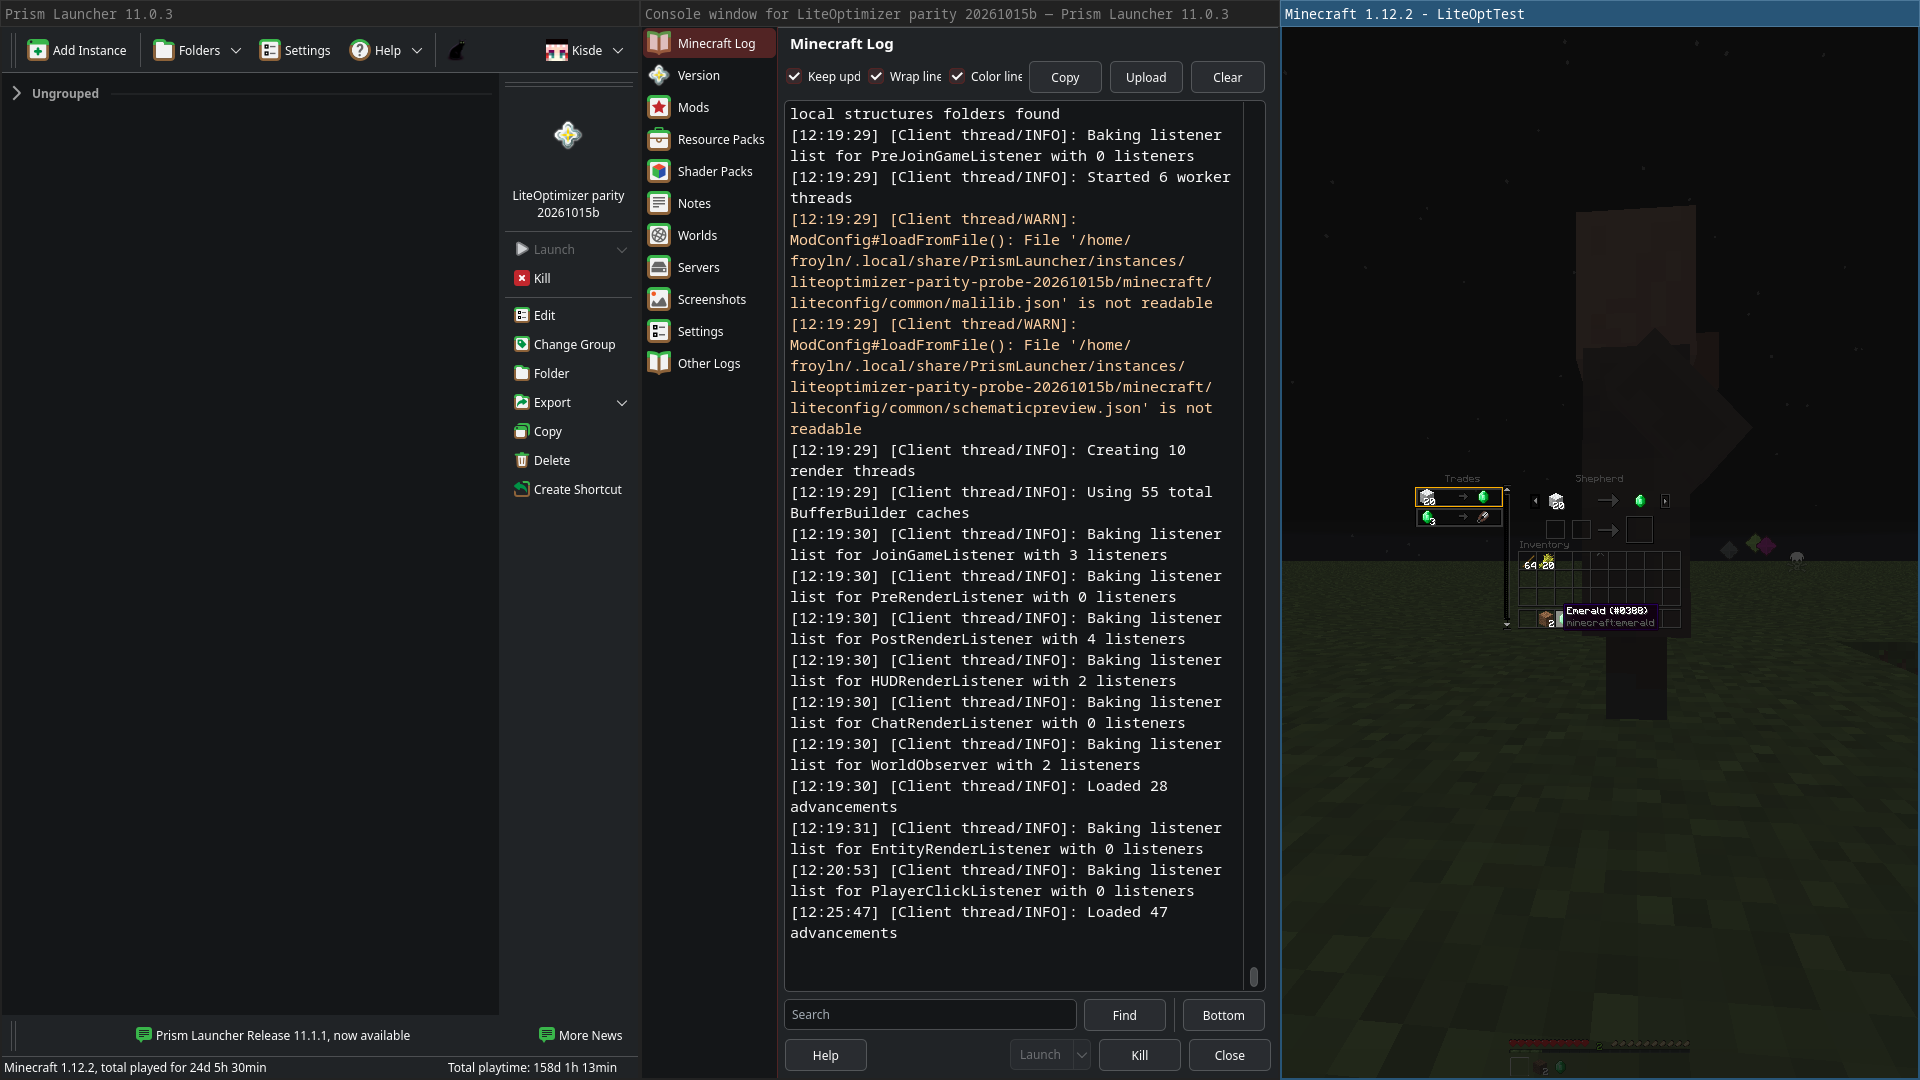 Prism Launcher 11.0.3
Add Instance
Folders
Settings
Help
Kisde
Ungrouped
LiteOptimizer parity
20261015b
Launch
Kill
Edit
Change Group
Folder
Export
Copy
Delete
Create Shortcut
Prism Launcher Release 11.1.1, now available
More News
Minecraft 1.12.2, total played for 24d 5h 30min
Total playtime: 158d 1h 13min
Console window for LiteOptimizer parity 20261015b — Prism Launcher 11.0.3
Minecraft Log
Version
Mods
Resource Packs
Shader Packs
Notes
Worlds
Servers
Screenshots
Settings
Other Logs
Minecraft Log
Keep upd
Wrap line
Color line
Copy
Upload
Clear
local structures folders found
[12:19:29] [Client thread/INFO]: Baking listener
list for PreJoinGameListener with 0 listeners
[12:19:29] [Client thread/INFO]: Started 6 worker
threads
[12:19:29] [Client thread/WARN]:
ModConfig#loadFromFile(): File '/home/
froyln/.local/share/PrismLauncher/instances/
liteoptimizer-parity-probe-20261015b/minecraft/
liteconfig/common/malilib.json' is not readable
[12:19:29] [Client thread/WARN]:
ModConfig#loadFromFile(): File '/home/
froyln/.local/share/PrismLauncher/instances/
liteoptimizer-parity-probe-20261015b/minecraft/
liteconfig/common/schematicpreview.json' is not
readable
[12:19:29] [Client thread/INFO]: Creating 10
render threads
[12:19:29] [Client thread/INFO]: Using 55 total
BufferBuilder caches
[12:19:30] [Client thread/INFO]: Baking listener
list for JoinGameListener with 3 listeners
[12:19:30] [Client thread/INFO]: Baking listener
list for PreRenderListener with 0 listeners
[12:19:30] [Client thread/INFO]: Baking listener
list for PostRenderListener with 4 listeners
[12:19:30] [Client thread/INFO]: Baking listener
list for HUDRenderListener with 2 listeners
[12:19:30] [Client thread/INFO]: Baking listener
list for ChatRenderListener with 0 listeners
[12:19:30] [Client thread/INFO]: Baking listener
list for WorldObserver with 2 listeners
[12:19:30] [Client thread/INFO]: Loaded 28
advancements
[12:19:31] [Client thread/INFO]: Baking listener
list for EntityRenderListener with 0 listeners
[12:20:53] [Client thread/INFO]: Baking listener
list for PlayerClickListener with 0 listeners
[12:25:47] [Client thread/INFO]: Loaded 47
advancements
Search
Find
Bottom
Help
Launch
Kill
Close
Minecraft 1.12.2 - LiteOptTest
Trades
Shepherd
20
20
3
Inventory
64
20
2
Emerald (#0388)
minecraft:emerald
2